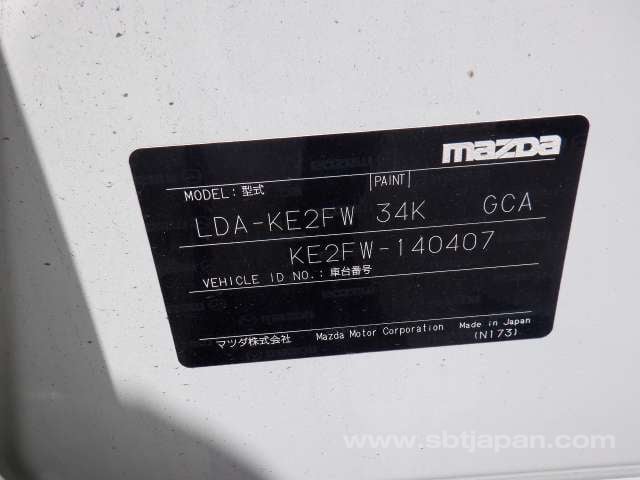 mazda
MODEL: 型式 PAINT
LDA-KE2FW 34K GCA
KE2FW-140407
VEHICLE ID NO.: 車台番号
マツダ株式会社 Mazda Motor Corporation Made in Japan
(N173)
www.sbtjapan.com